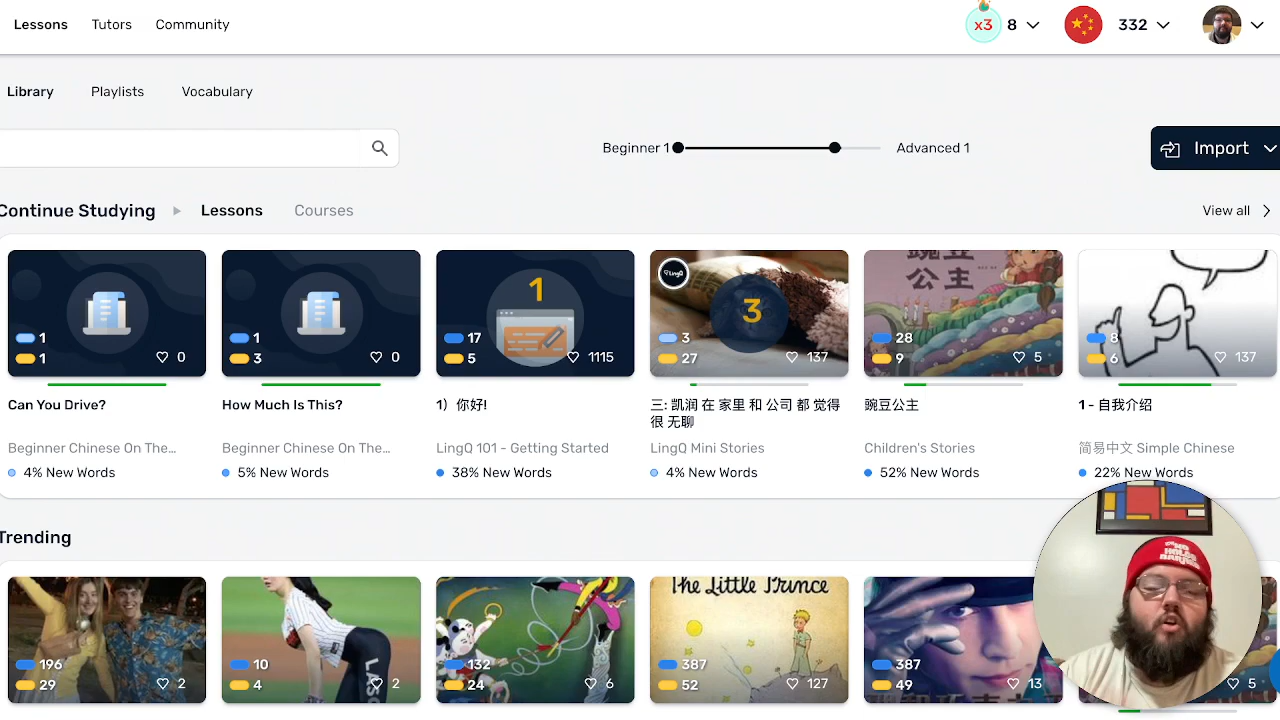 Lessons Tutors Community x3 8 332
Library Playlists Vocabulary
Beginner 1 Advanced 1 Import
Continue Studying Lessons Courses View all
豌豆
公主
1
3
LingQ
1 1 17 3 28 8
1 0 3 0 5 1115 27 137 9 5 6 137
Can You Drive? How Much Is This? 1）你好! 三: 凯润 在 家里 和 公司 都 觉得 豌豆公主 1 - 自我介绍
很 无聊
Beginner Chinese On The... Beginner Chinese On The... LingQ 101 - Getting Started LingQ Mini Stories Children's Stories 简易中文 Simple Chinese
4% New Words 5% New Words 38% New Words 4% New Words 52% New Words 22% New Words
Trending
The Little Prince
196 10 132 387 387
29 2 4 2 24 6 52 127 49 13 5